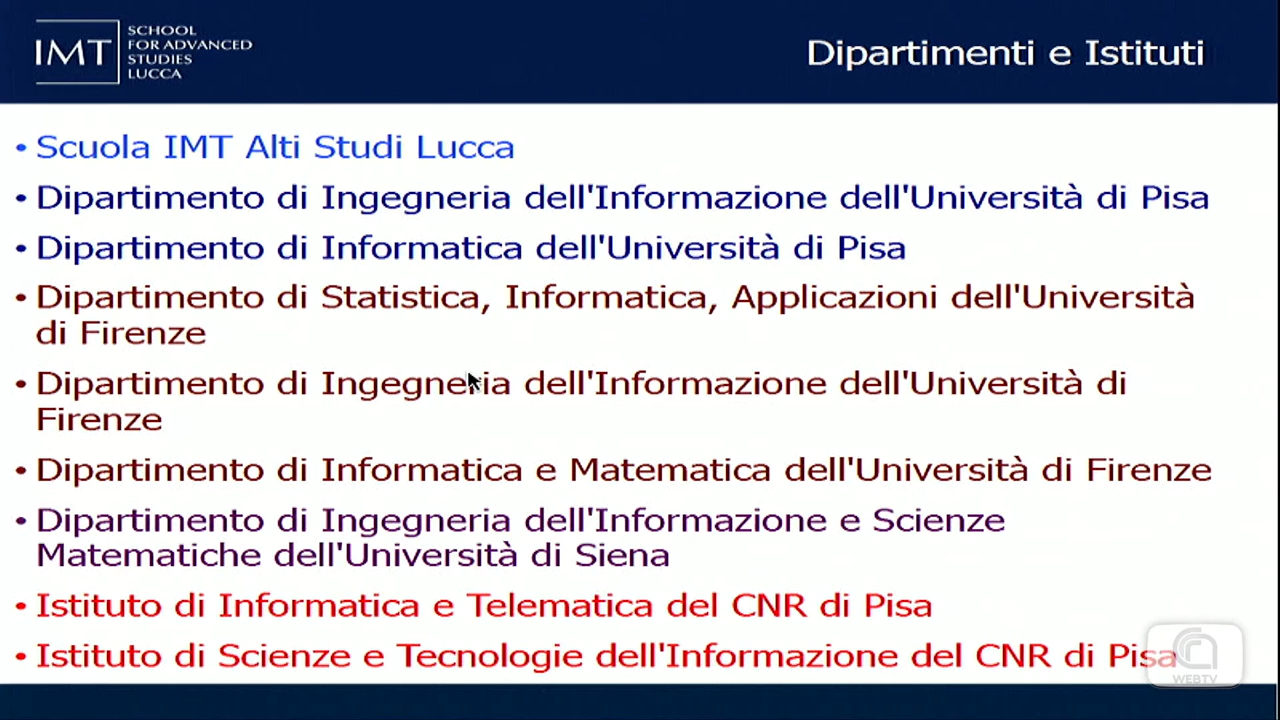 IMT
SCHOOL
FOR ADVANCED
STUDIES
LUCCA
Dipartimenti e Istituti
• Scuola IMT Alti Studi Lucca
• Dipartimento di Ingegneria dell'Informazione dell'Università di Pisa
• Dipartimento di Informatica dell'Università di Pisa
• Dipartimento di Statistica, Informatica, Applicazioni dell'Università
di Firenze
• Dipartimento di Ingegneria dell'Informazione dell'Università di
Firenze
• Dipartimento di Informatica e Matematica dell'Università di Firenze
• Dipartimento di Ingegneria dell'Informazione e Scienze
Matematiche dell'Università di Siena
• Istituto di Informatica e Telematica del CNR di Pisa
• Istituto di Scienze e Tecnologie dell'Informazione del CNR di Pisa
WEBTV